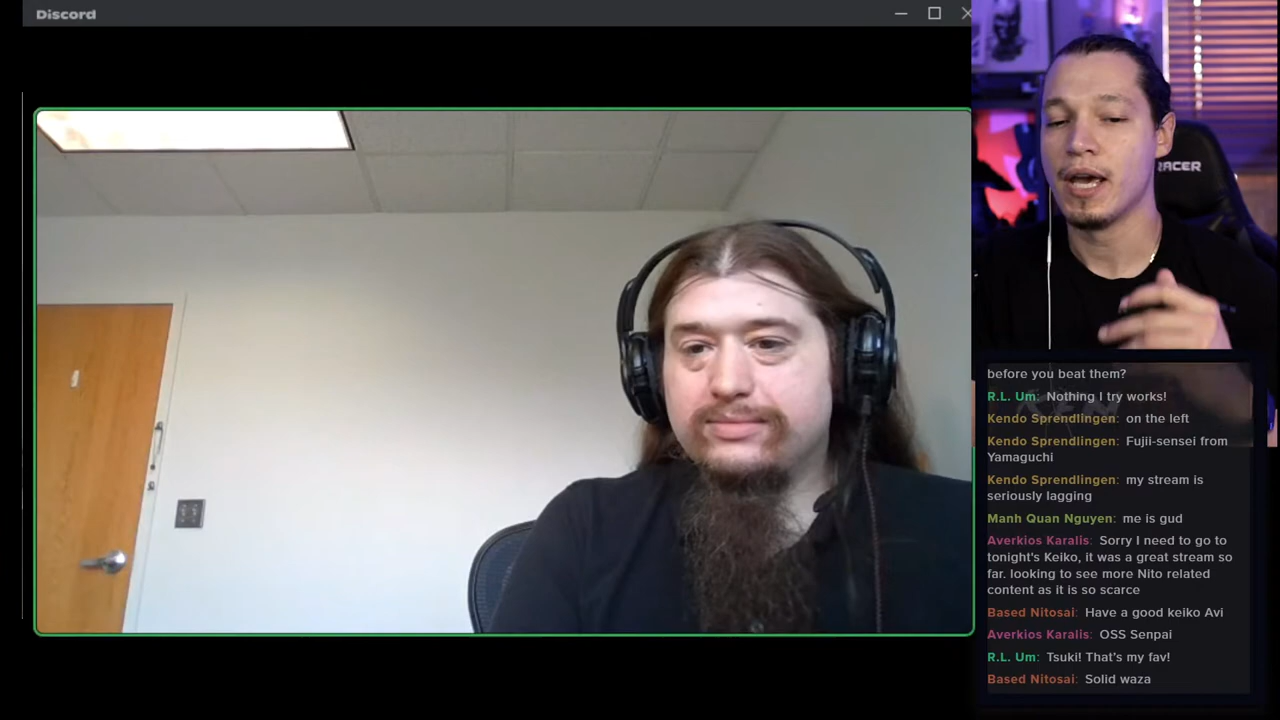 Discord
RACER
before you beat them?
R.L. Um: Nothing I try works!
Kendo Sprendlingen: on the left
Kendo Sprendlingen: Fujii-sensei from
Yamaguchi
Kendo Sprendlingen: my stream is
seriously lagging
Manh Quan Nguyen: me is gud
Averkios Karalis: Sorry I need to go to
tonight's Keiko, it was a great stream so
far. looking to see more Nito related
content as it is so scarce
Based Nitosai: Have a good keiko Avi
Averkios Karalis: OSS Senpai
R.L. Um: Tsuki! That's my fav!
Based Nitosai: Solid waza